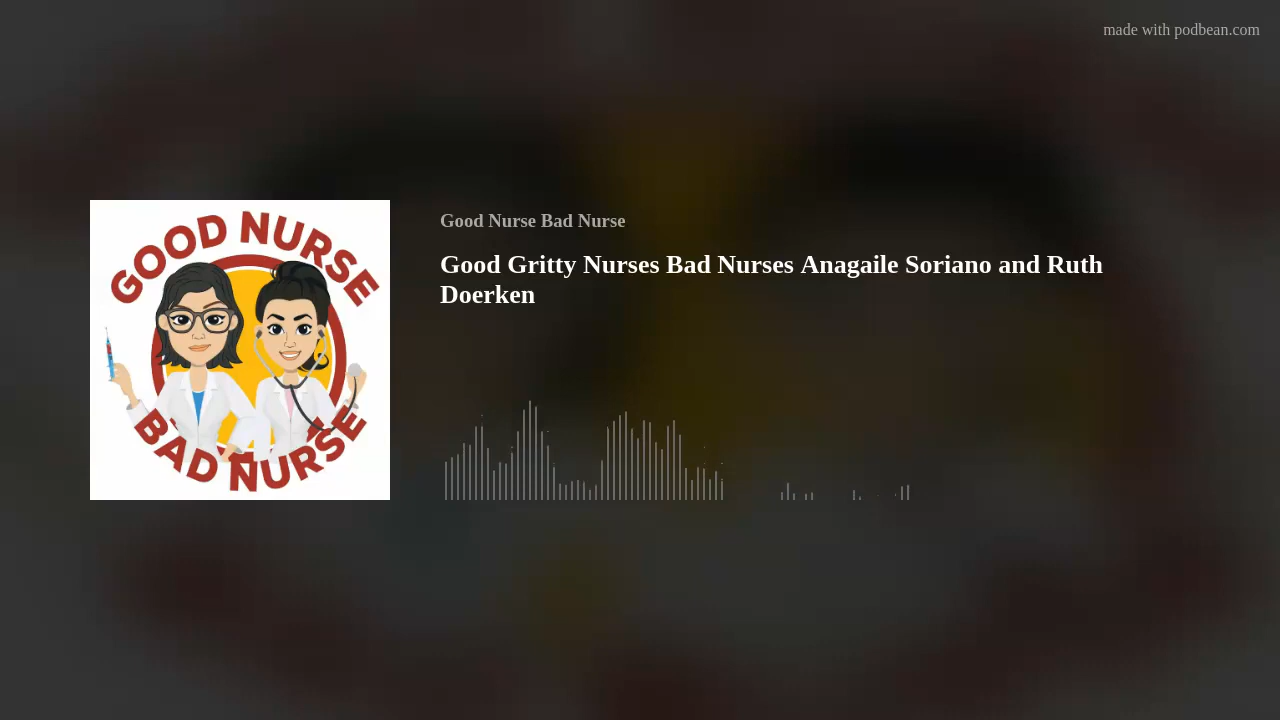 made with podbean.com
GOOD NURSE
BAD NURSE
Good Nurse Bad Nurse
Good Gritty Nurses Bad Nurses Anagaile Soriano and Ruth
Doerken